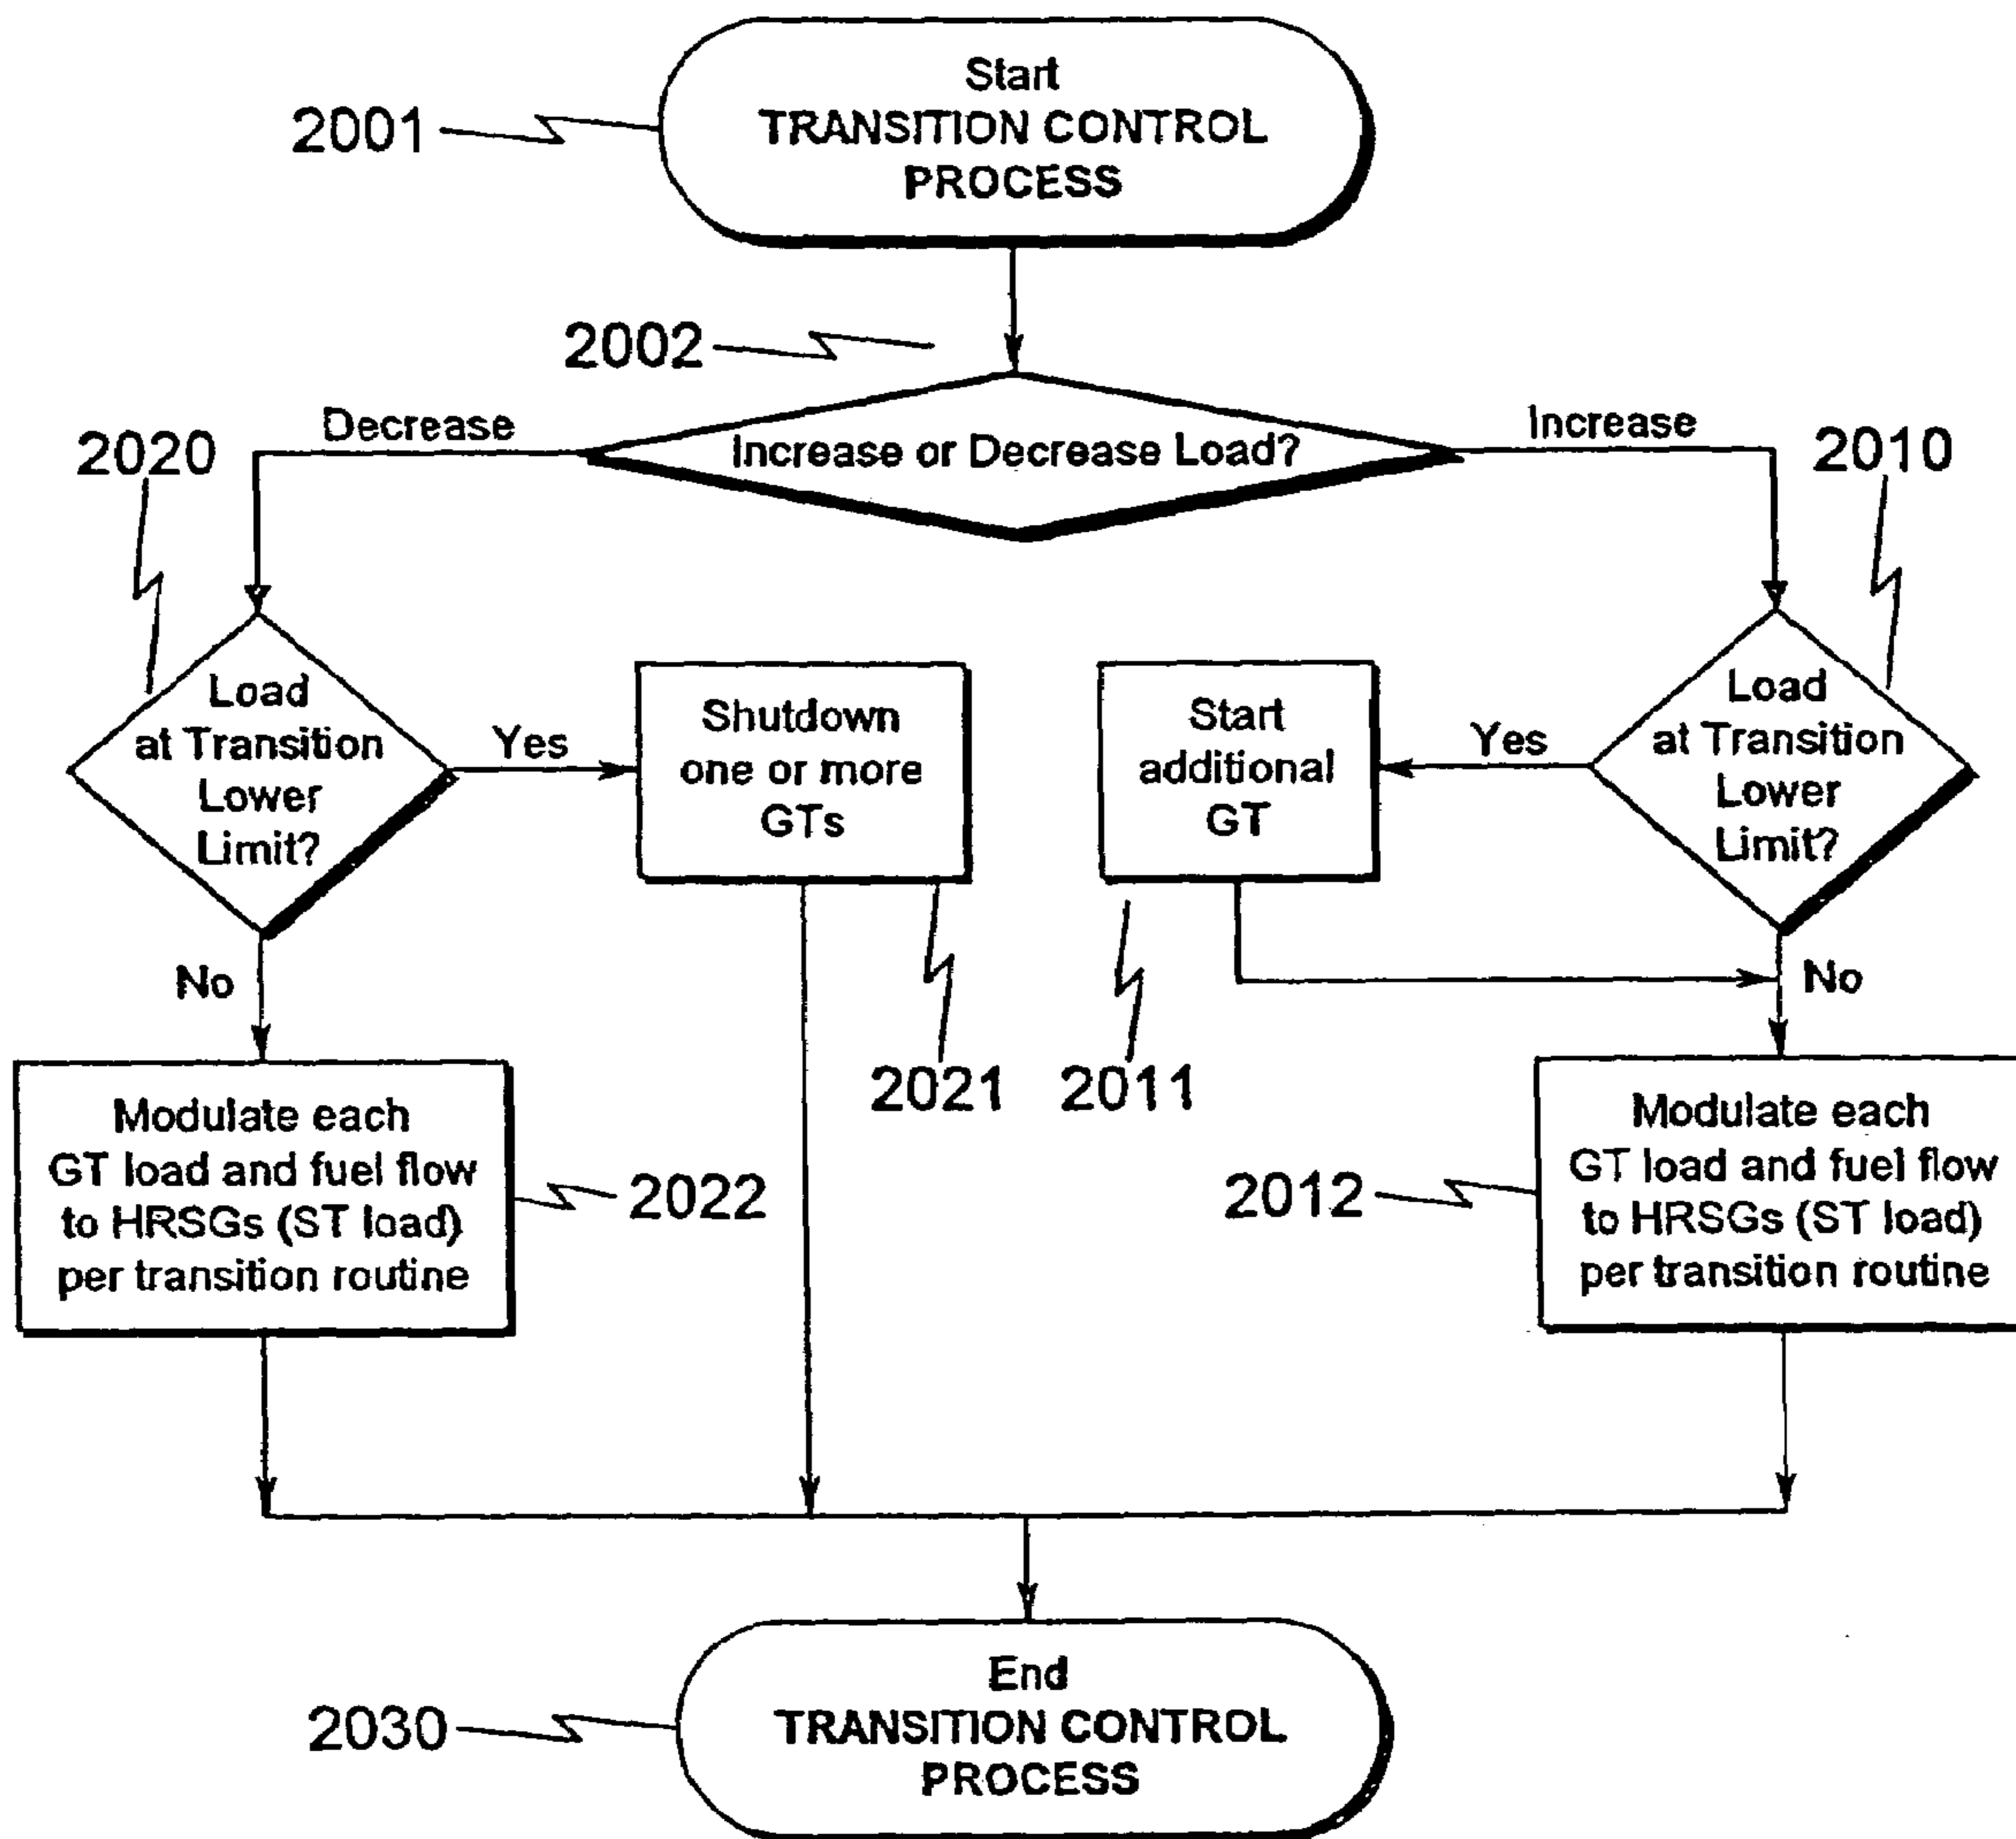 Start
TRANSITION CONTROL
PROCESS
2001
2002
Decrease
Increase or Decrease Load?
Increase
2020
2010
Load
at Transition
Lower
Limit?
Yes
Shutdown
one or more
GTs
Start
additional
GT
Yes
Load
at Transition
Lower
Limit?
No
No
2021
2011
Modulate each
GT load and fuel flow
to HRSGs (ST load)
per transition routine
2022
2012
Modulate each
GT load and fuel flow
to HRSGs (ST load)
per transition routine
End
TRANSITION CONTROL
PROCESS
2030